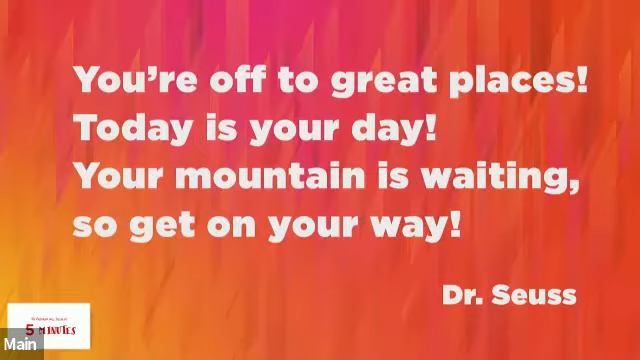 You're off to great places!
Today is your day!
Your mountain is waiting,
so get on your way!
Dr. Seuss
5 MINUTES
Main